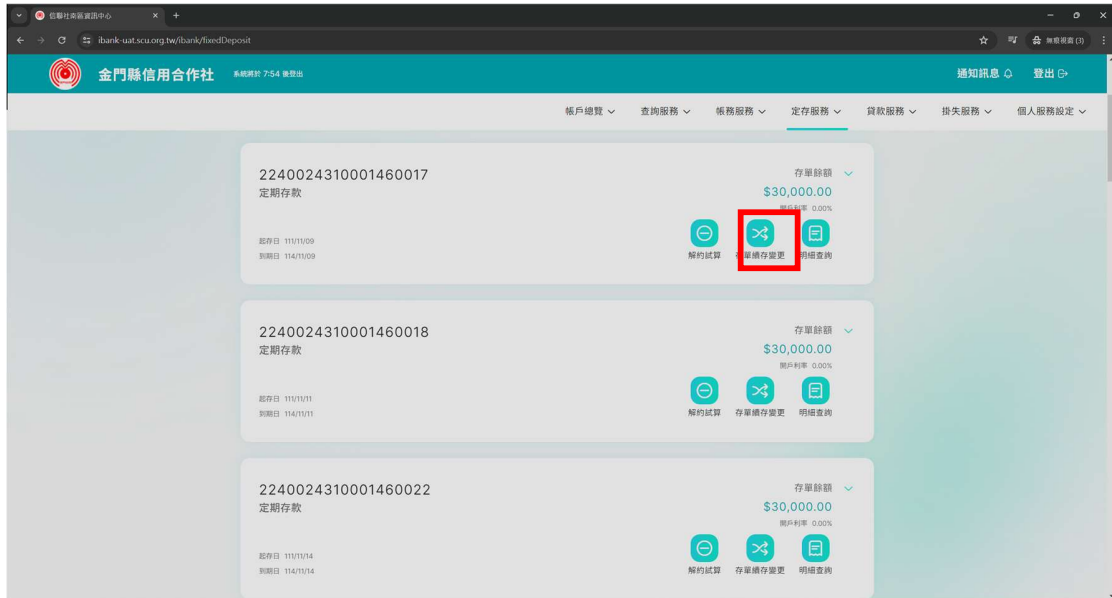 信聯社南區資訊中心
ibank-uat.scu.org.tw/ibank/fixedDeposit
無痕視窗 (3)
金門縣信用合作社 系統將於 7:54 後登出 通知訊息 登出
帳戶總覽 查詢服務 帳務服務 定存服務 貸款服務 掛失服務 個人服務設定
2240024310001460017 存單餘額
定期存款 $30,000.00
開戶利率 0.00%
起存日 111/11/09
到期日 114/11/09
解約試算 存單續存變更 明細查詢
2240024310001460018 存單餘額
定期存款 $30,000.00
開戶利率 0.00%
起存日 111/11/11
到期日 114/11/11
解約試算 存單續存變更 明細查詢
2240024310001460022 存單餘額
定期存款 $30,000.00
開戶利率 0.00%
起存日 111/11/14
到期日 114/11/14
解約試算 存單續存變更 明細查詢